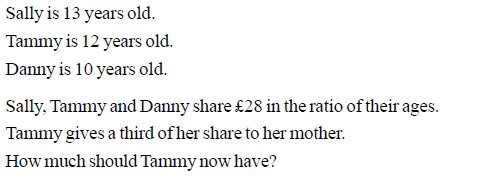 Sally is 13 years old.
Tammy is 12 years old.
Danny is 10 years old.
Sally, Tammy and Danny share £28 in the ratio of their ages.
Tammy gives a third of her share to her mother.
How much should Tammy now have?